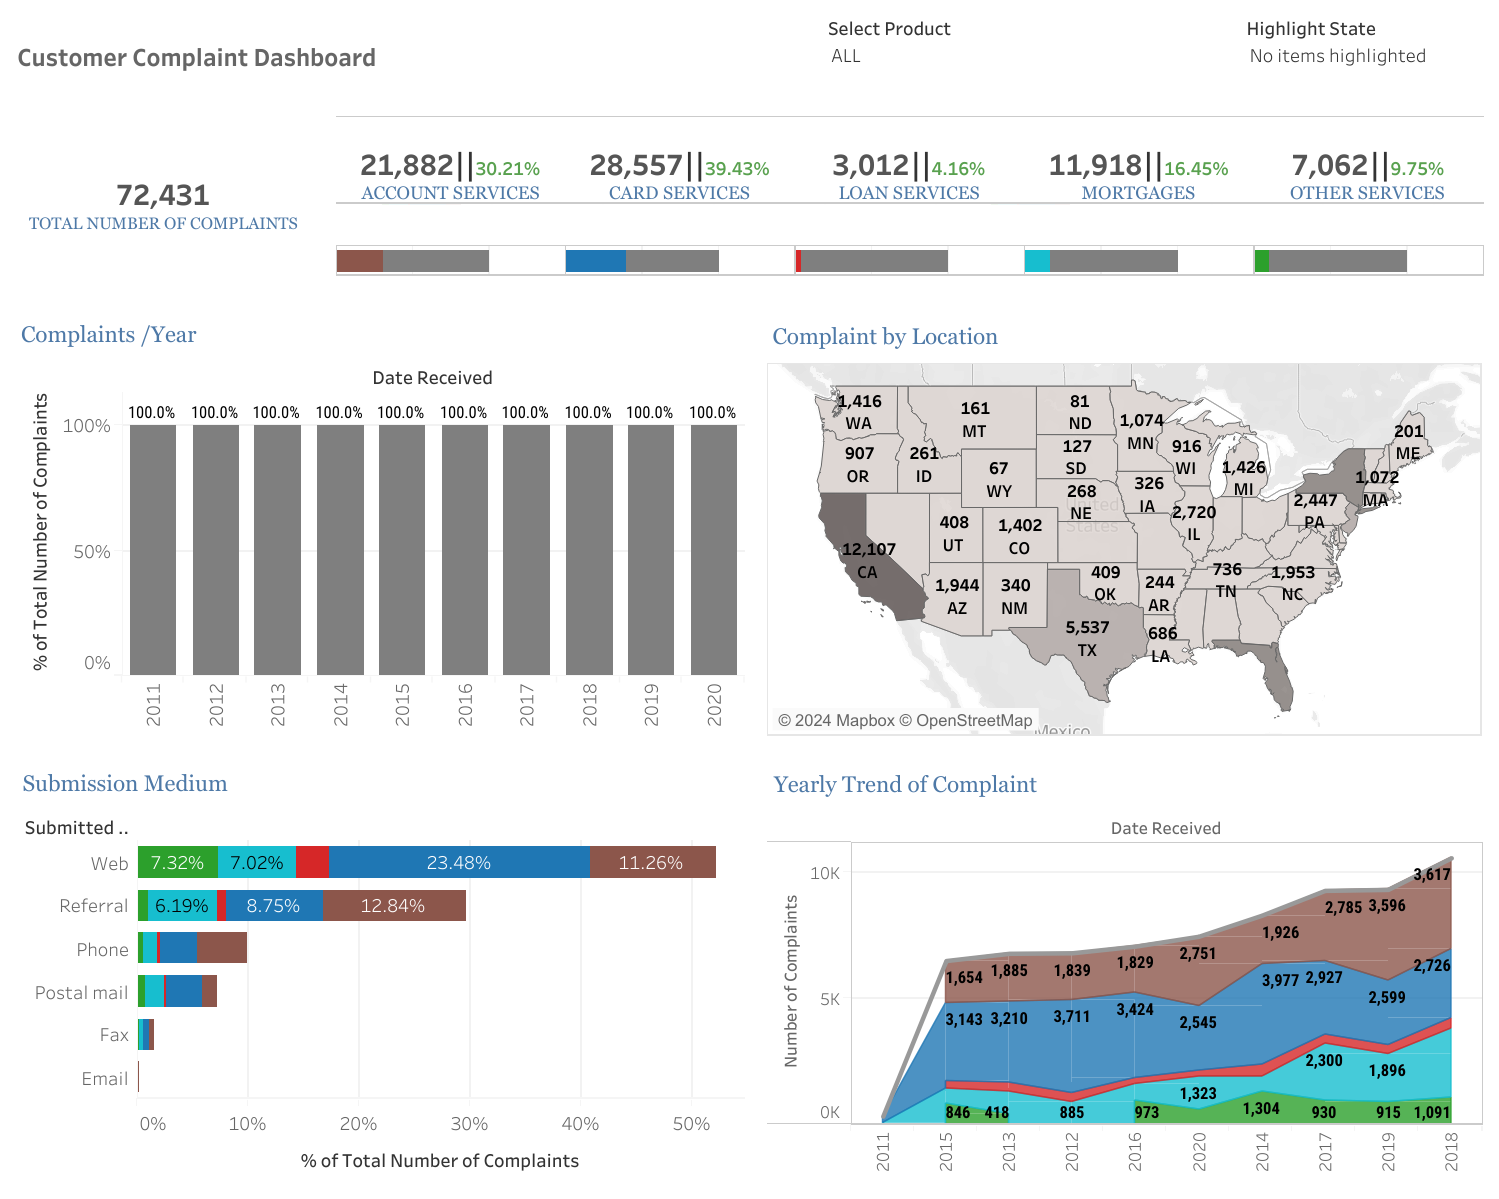 Customer Complaint Dashboard
Select Product
ALL
Highlight State
No items highlighted
72,431
TOTAL NUMBER OF COMPLAINTS
21,882||30.21%
ACCOUNT SERVICES
28,557||39.43%
CARD SERVICES
3,012||4.16%
LOAN SERVICES
11,918||16.45%
MORTGAGES
7,062||9.75%
OTHER SERVICES
Complaints /Year
Date Received
% of Total Number of Complaints
100%
50%
0%
100.0% 100.0% 100.0% 100.0% 100.0% 100.0% 100.0% 100.0% 100.0% 100.0%
2011 2012 2013 2014 2015 2016 2017 2018 2019 2020
Complaint by Location
1,416
WA
161
MT
81
ND
1,074
MN
201
ME
907
OR
261
ID
67
WY
127
SD
916
WI
1,426
MI
1,072
MA
268
NE
326
IA
2,447
PA
United
States
408
UT
1,402
CO
2,720
IL
12,107
CA
1,944
AZ
340
NM
409
OK
244
AR
736
TN
1,953
NC
5,537
TX
686
LA
Mexico
© 2024 Mapbox © OpenStreetMap
Submission Medium
Submitted ..
Web 7.32% 7.02% 23.48% 11.26%
Referral 6.19% 8.75% 12.84%
Phone
Postal mail
Fax
Email
0% 10% 20% 30% 40% 50%
% of Total Number of Complaints
Yearly Trend of Complaint
Date Received
Number of Complaints
10K
5K
0K
1,654 1,885 1,839 1,829 2,751 1,926 2,785 3,596 3,617
3,143 3,210 3,711 3,424 2,545 3,977 2,927 2,599 2,726
1,323 2,300 1,896
846 418 885 973 1,304 930 915 1,091
2011 2015 2013 2012 2016 2020 2014 2017 2019 2018